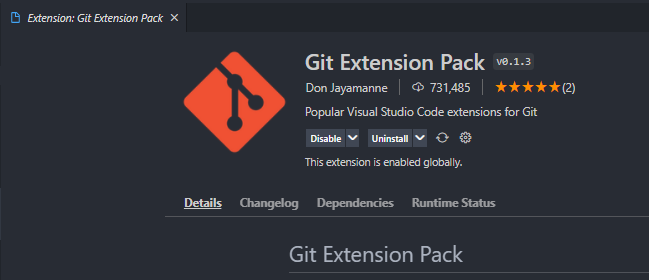 Extension: Git Extension Pack
Git Extension Pack v0.1.3
Don Jayamanne 731,485 (2)
Popular Visual Studio Code extensions for Git
Disable Uninstall
This extension is enabled globally.
Details Changelog Dependencies Runtime Status
Git Extension Pack